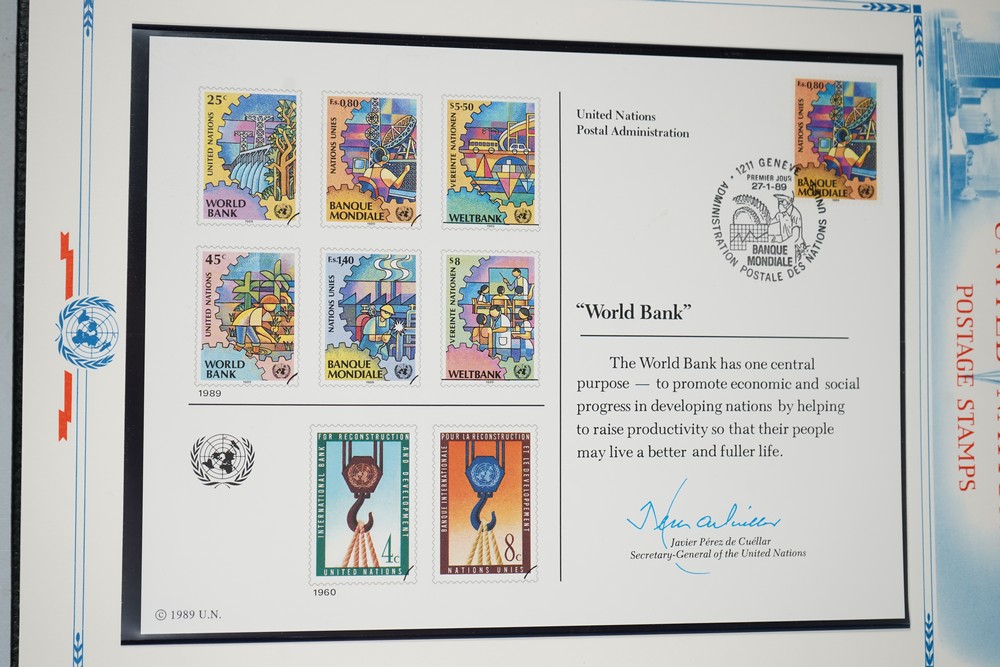 25c
UNITED NATIONS
WORLD
BANK
1989
F.s.0,80
NATIONS UNIES
BANQUE
MONDIALE
1989
S5·50
VEREINTE NATIONEN
WELTBANK
1989
45c
UNITED NATIONS
WORLD
BANK
1989
F.s.1,40
NATIONS UNIES
BANQUE
MONDIALE
1989
S8
VEREINTE NATIONEN
WELTBANK
1989
1989
FOR RECONSTRUCTION
INTERNATIONAL BANK
AND DEVELOPEMENT
4c
UNITED NATIONS
POUR LA RECONSTRUCTION
BANQUE INTERNATIONALE
ET LE DÉVELOPPEMENT
8c
NATIONS UNIES
1960
© 1989 U.N.
United Nations
Postal Administration
F.s.0,80
NATIONS UNIES
BANQUE
MONDIALE
1211 GENÈVE
PREMIER JOUR
27-1-89
BANQUE
MONDIALE
ADMINISTRATION POSTALE DES NATIONS UNIES
“World Bank”
The World Bank has one central
purpose — to promote economic and social
progress in developing nations by helping
to raise productivity so that their people
may live a better and fuller life.
Javier Pérez de Cuéllar
Secretary-General of the United Nations
POSTAGE STAMPS